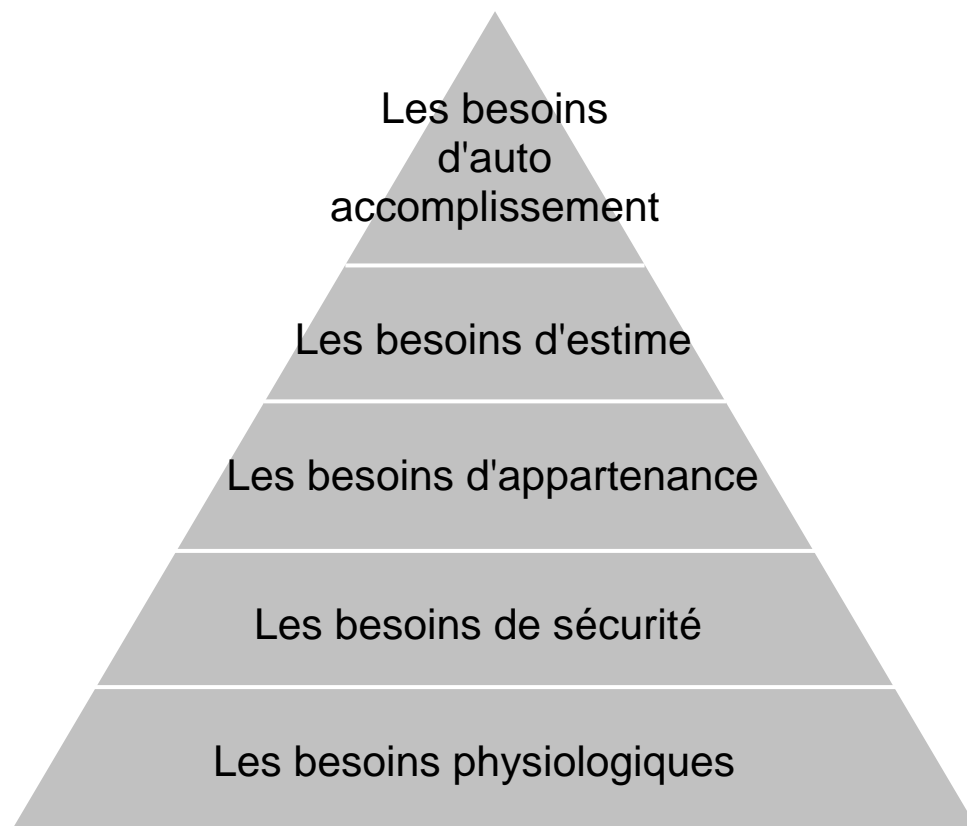 Les besoins
d'auto
accomplissement
Les besoins d'estime
Les besoins d'appartenance
Les besoins de sécurité
Les besoins physiologiques